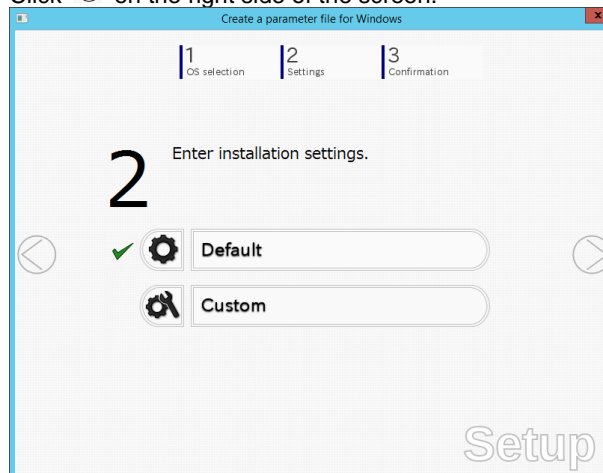 Click on the right side of the screen.
Create a parameter file for Windows
x
1
OS selection
2
Settings
3
Confirmation
2
Enter installation settings.
Default
Custom
Setup